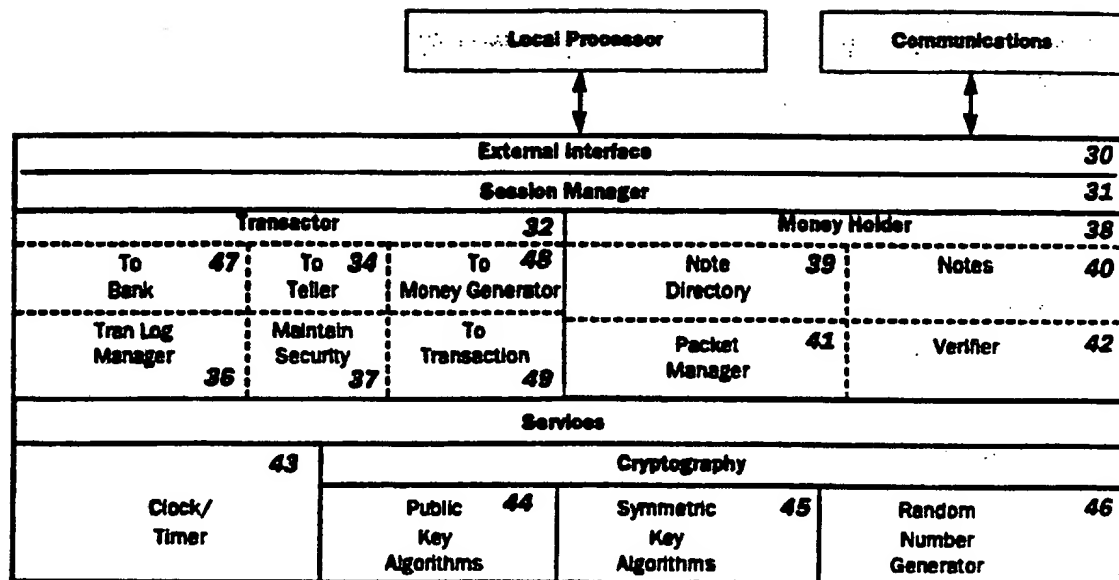 Local Processor
Communications
External Interface 30
Session Manager 31
Transactor 32
Money Holder 38
To 47
Bank
To 34
Teller
To 48
Money Generator
Note 39
Directory
Notes 40
Tran Log
Manager
36
Maintain
Security
37
To
Transaction
49
Packet 41
Manager
Verifier 42
Services
43
Clock/
Timer
Cryptography
Public 44
Key
Algorithms
Symmetric 45
Key
Algorithms
Random 46
Number
Generator